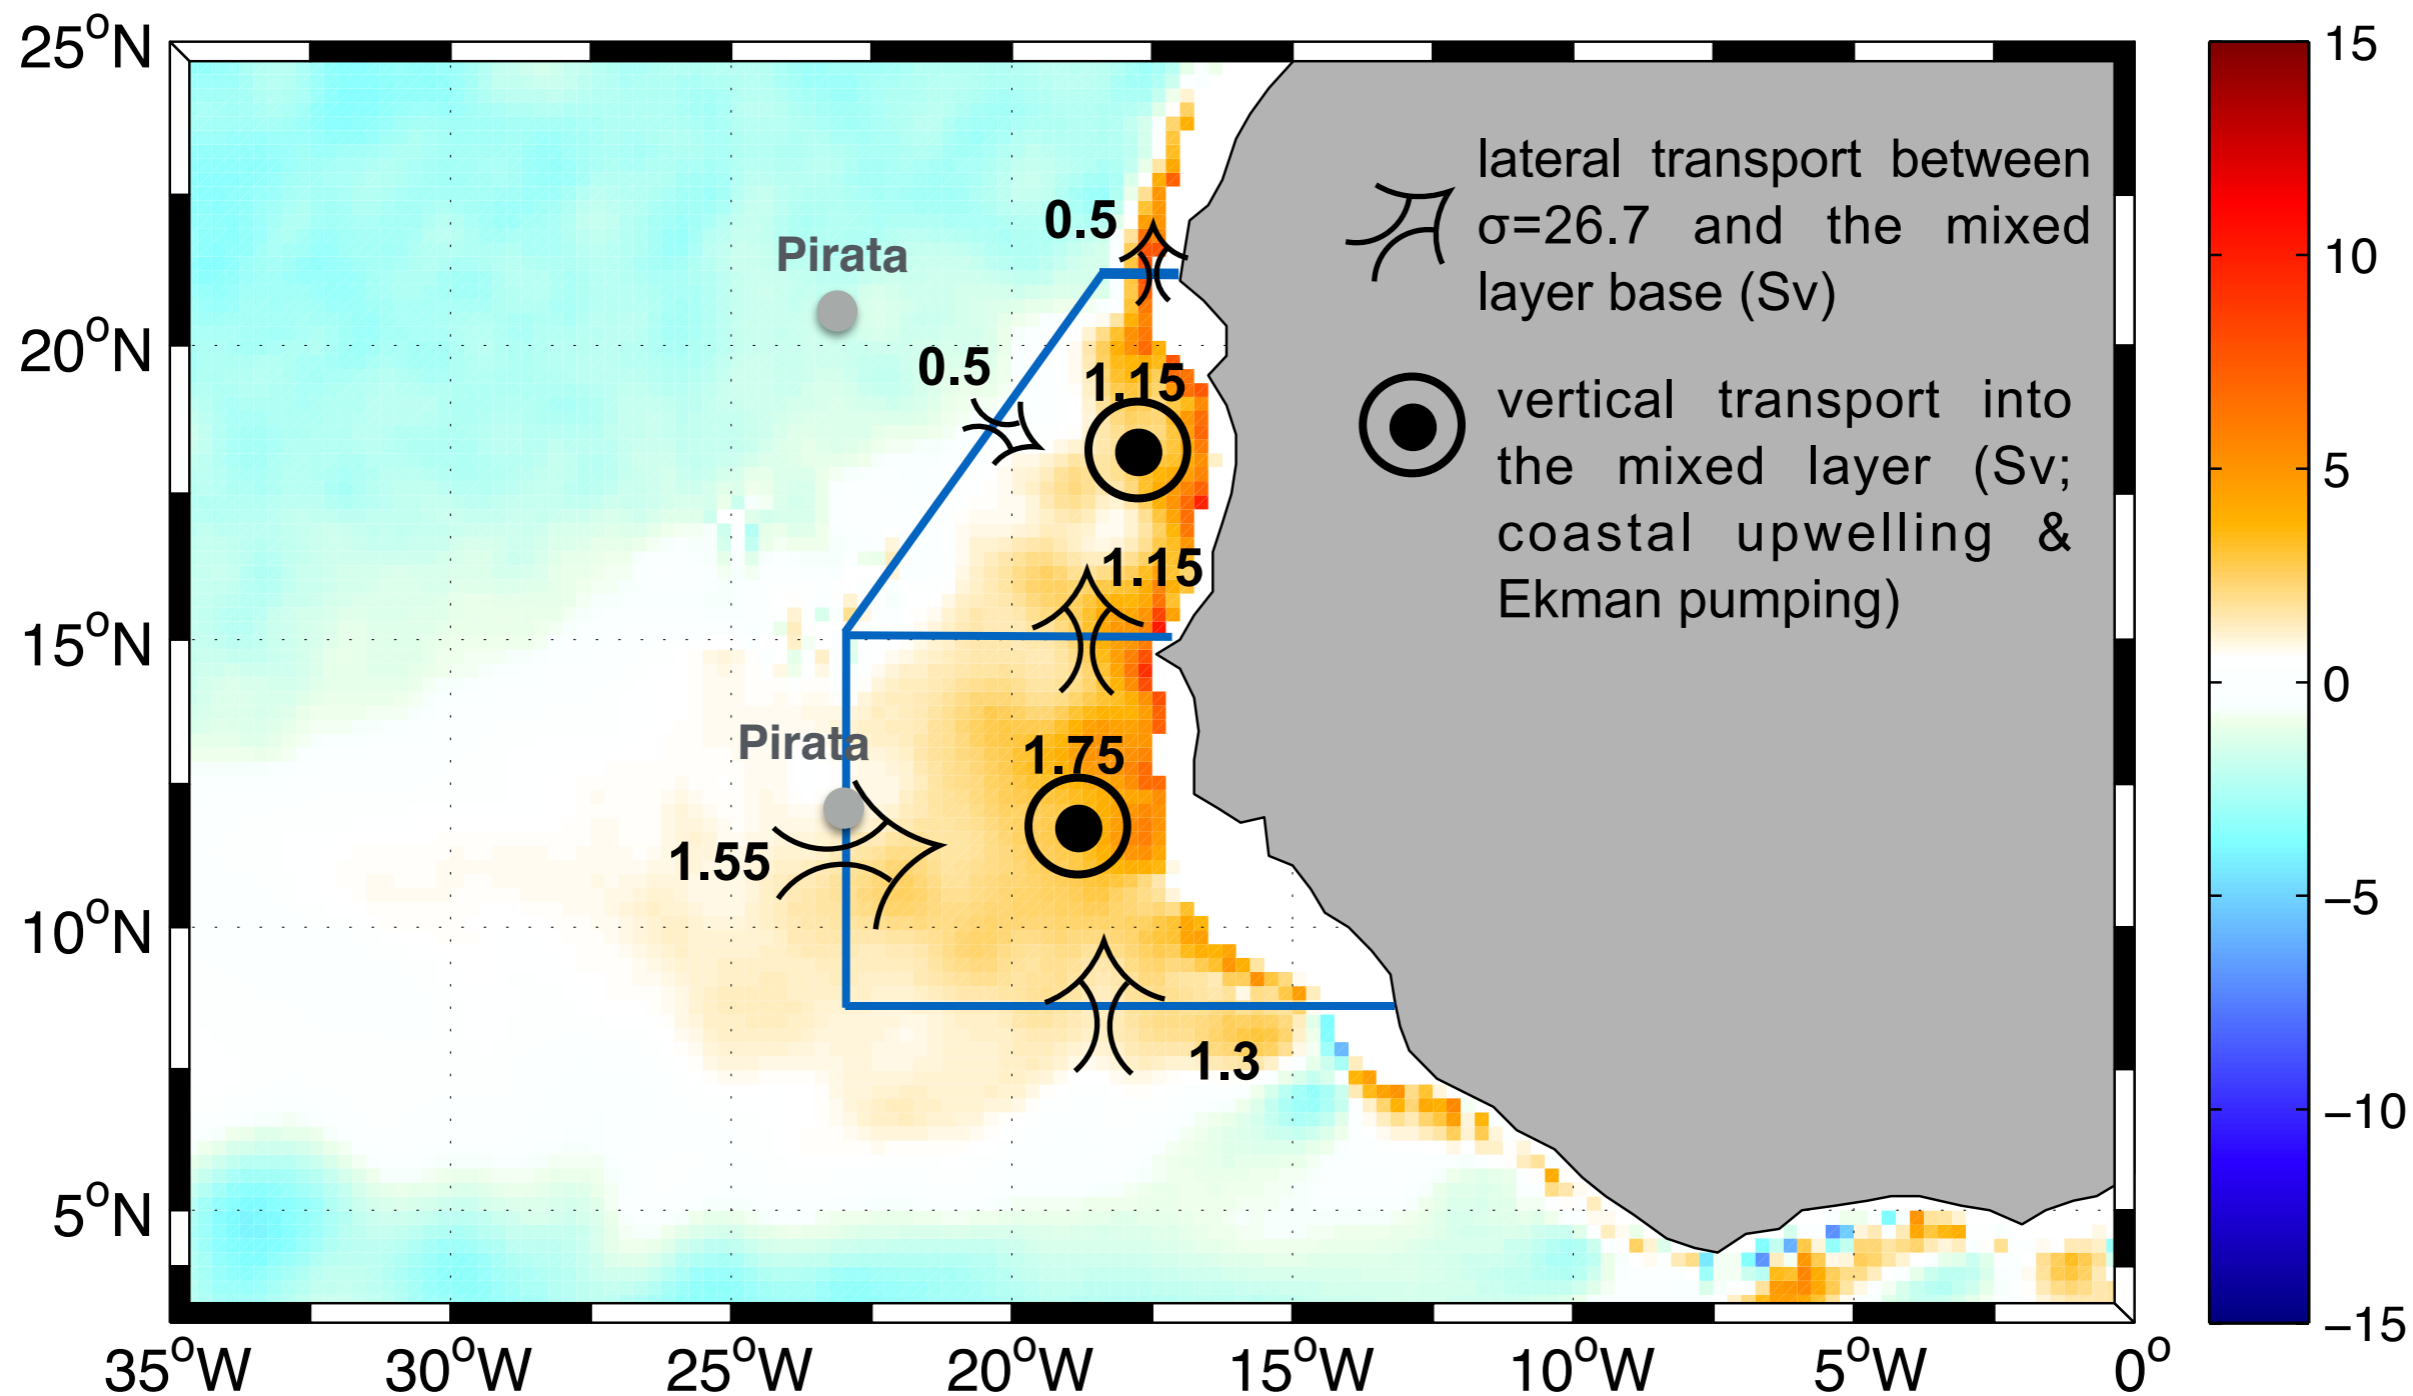 25°N
20°N
15°N
10°N
5°N
35°W
30°W
25°W
20°W
15°W
10°W
5°W
0°
lateral transport between
σ=26.7 and the mixed
layer base (Sv)
vertical transport into
the mixed layer (Sv;
coastal upwelling &
Ekman pumping)
0.5
Pirata
0.5
1.15
1.15
Pirata
1.75
1.55
1.3
15
10
5
0
−5
−10
−15